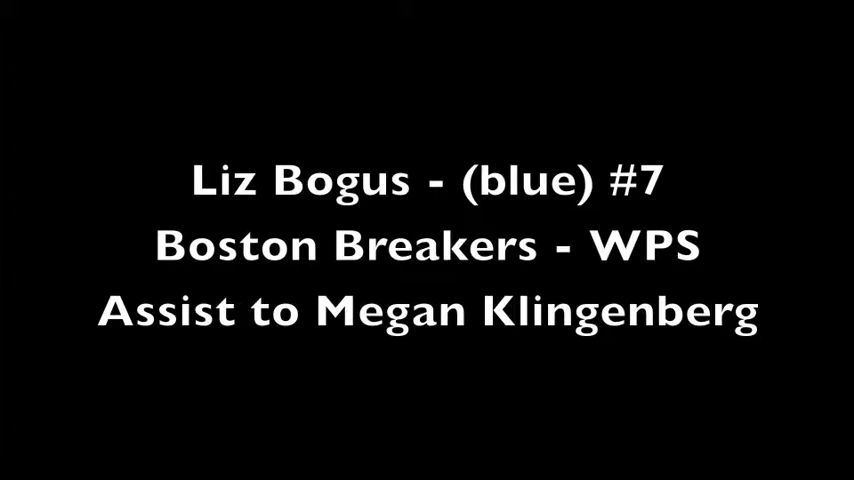 Liz Bogus - (blue) #7
Boston Breakers - WPS
Assist to Megan Klingenberg